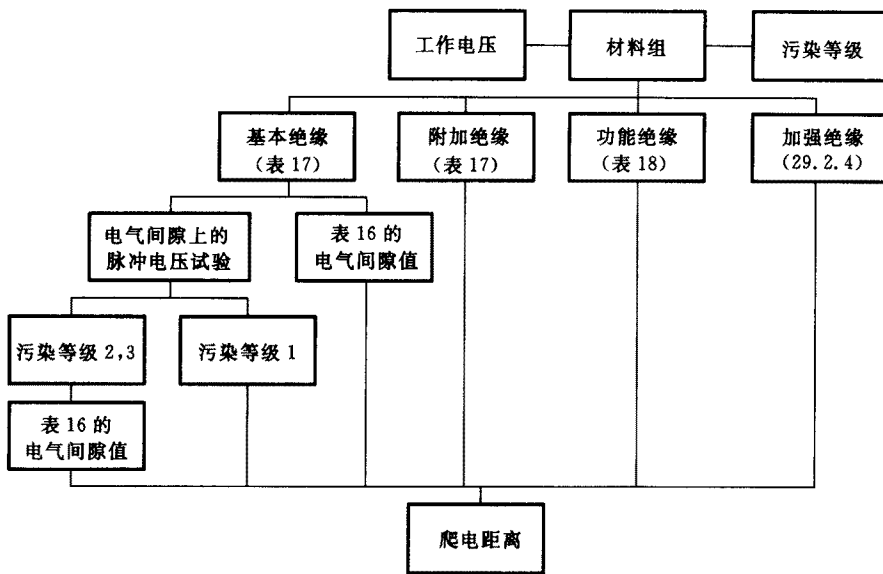 工作电压
材料组
污染等级
基本绝缘
(表 17)
附加绝缘
(表 17)
功能绝缘
(表 18)
加强绝缘
(29.2.4)
电气间隙上的
脉冲电压试验
表 16 的
电气间隙值
污染等级 2,3
污染等级 1
表 16 的
电气间隙值
爬电距离